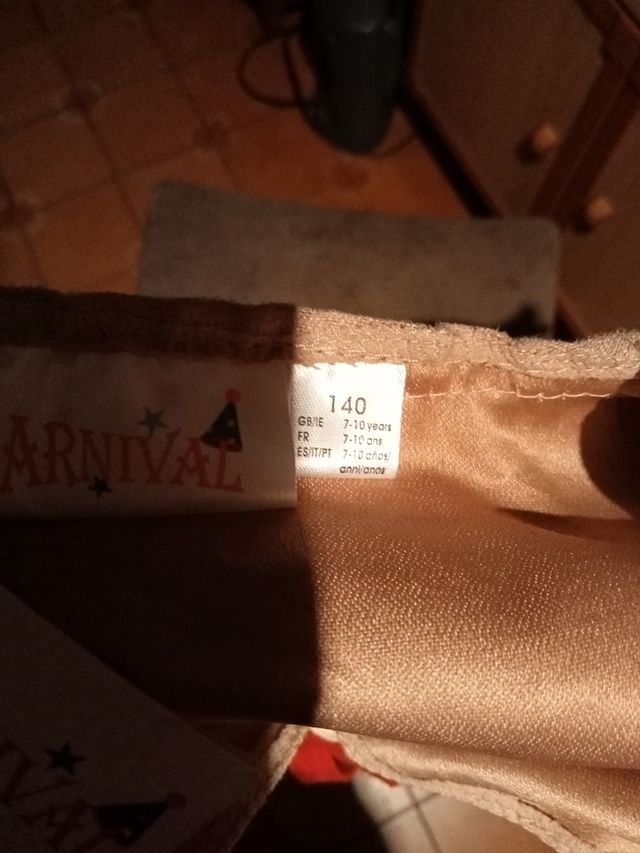 ARNIVAL
140
GB/IE 7-10 years
FR 7-10 ans
ES/IT/PT 7-10 años/
anni/anos